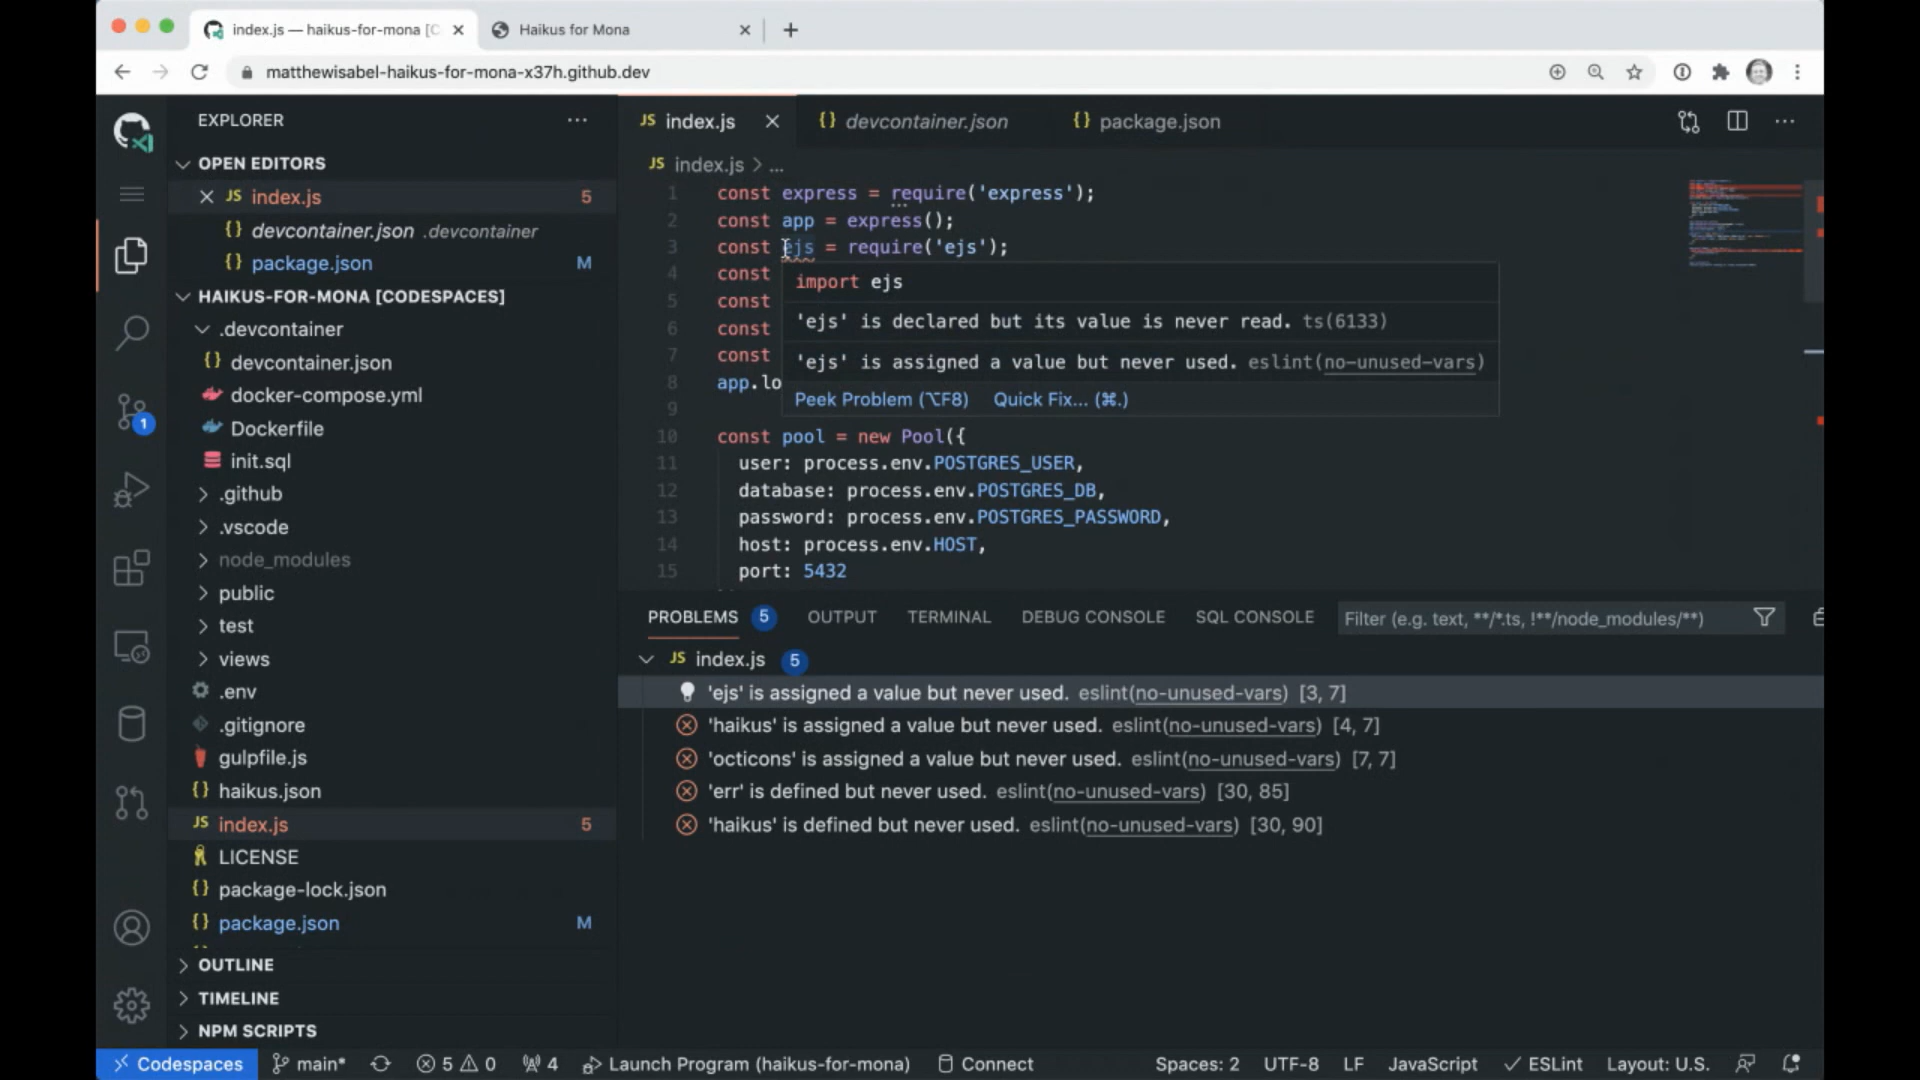 index.js — haikus-for-mona [C
Haikus for Mona
matthewisabel-haikus-for-mona-x37h.github.dev
EXPLORER
OPEN EDITORS
JS index.js 5
{} devcontainer.json .devcontainer
{} package.json M
HAIKUS-FOR-MONA [CODESPACES]
.devcontainer
{} devcontainer.json
docker-compose.yml
Dockerfile
init.sql
.github
.vscode
node_modules
public
test
views
.env
.gitignore
gulpfile.js
{} haikus.json
JS index.js 5
LICENSE
{} package-lock.json
{} package.json M
OUTLINE
TIMELINE
NPM SCRIPTS
1
JS index.js
{} devcontainer.json
{} package.json
JS index.js > ...
1 const express = require('express');
2 const app = express();
3 const ejs = require('ejs');
4 const
5 const
6 const
7 const
8 app.lo
9
10 const pool = new Pool({
11 user: process.env.POSTGRES_USER,
12 database: process.env.POSTGRES_DB,
13 password: process.env.POSTGRES_PASSWORD,
14 host: process.env.HOST,
15 port: 5432
import ejs
'ejs' is declared but its value is never read. ts(6133)
'ejs' is assigned a value but never used. eslint(no-unused-vars)
Peek Problem (⌥F8) Quick Fix... (⌘.)
PROBLEMS 5 OUTPUT TERMINAL DEBUG CONSOLE SQL CONSOLE Filter (e.g. text, **/*.ts, !**/node_modules/**)
JS index.js 5
'ejs' is assigned a value but never used. eslint(no-unused-vars) [3, 7]
'haikus' is assigned a value but never used. eslint(no-unused-vars) [4, 7]
'octicons' is assigned a value but never used. eslint(no-unused-vars) [7, 7]
'err' is defined but never used. eslint(no-unused-vars) [30, 85]
'haikus' is defined but never used. eslint(no-unused-vars) [30, 90]
Codespaces main* 5 0 4 Launch Program (haikus-for-mona) Connect Spaces: 2 UTF-8 LF JavaScript ESLint Layout: U.S.